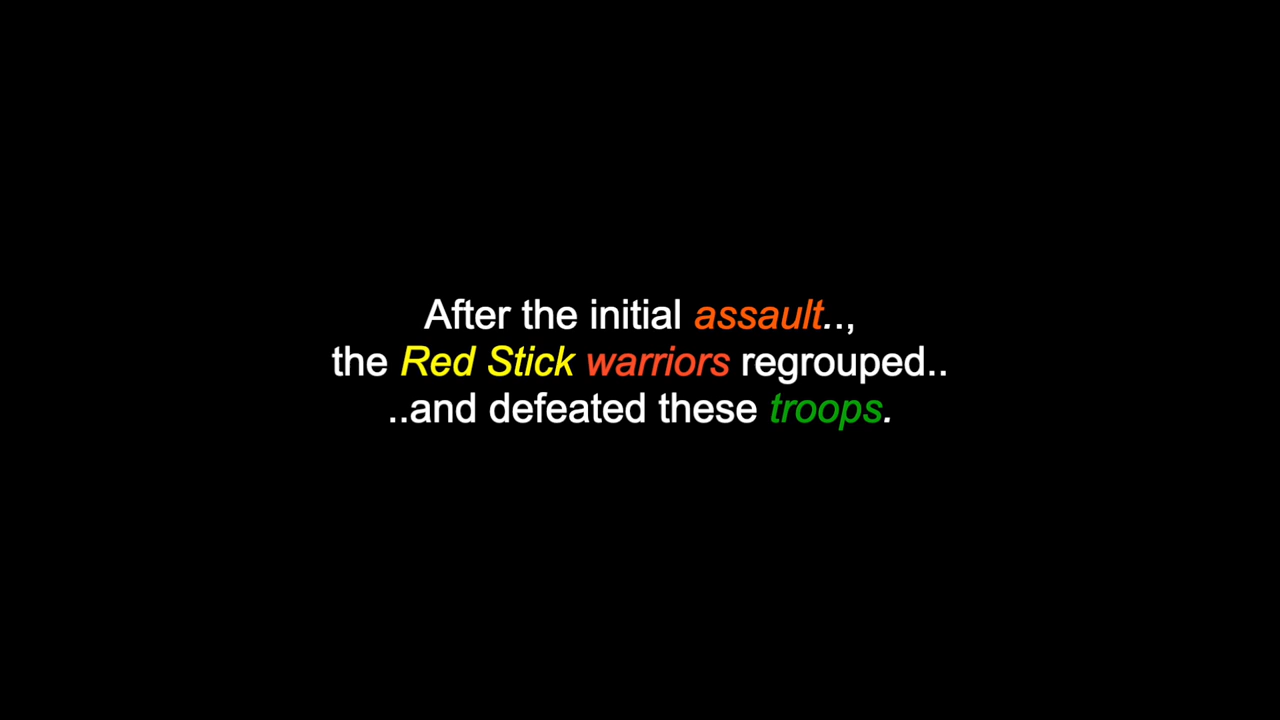 After the initial assault..,
the Red Stick warriors regrouped..
..and defeated these troops.